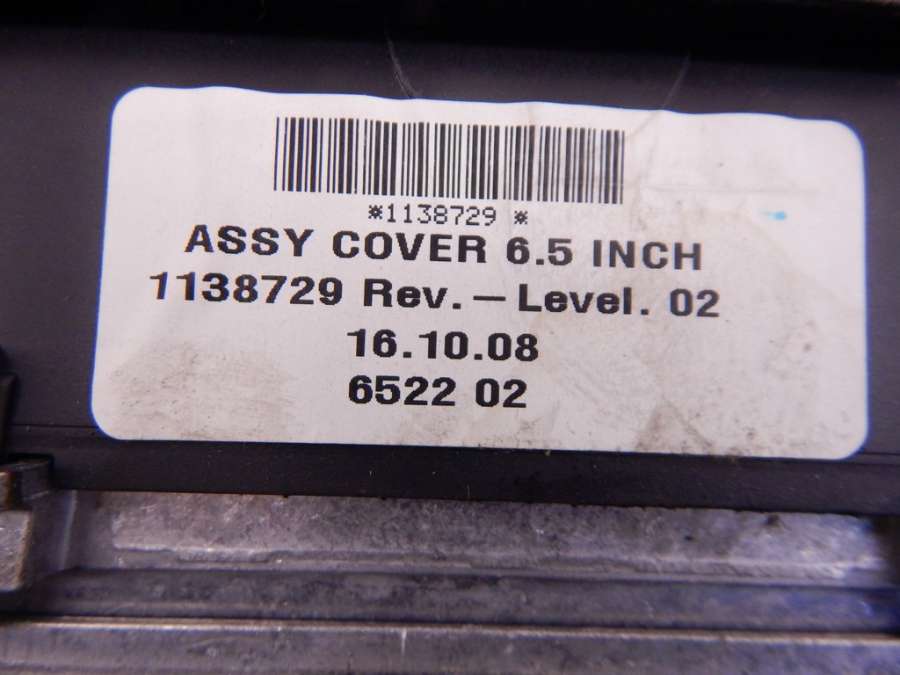 *1138729 *
ASSY COVER 6.5 INCH
1138729 Rev. – Level. 02
16.10.08
6522 02